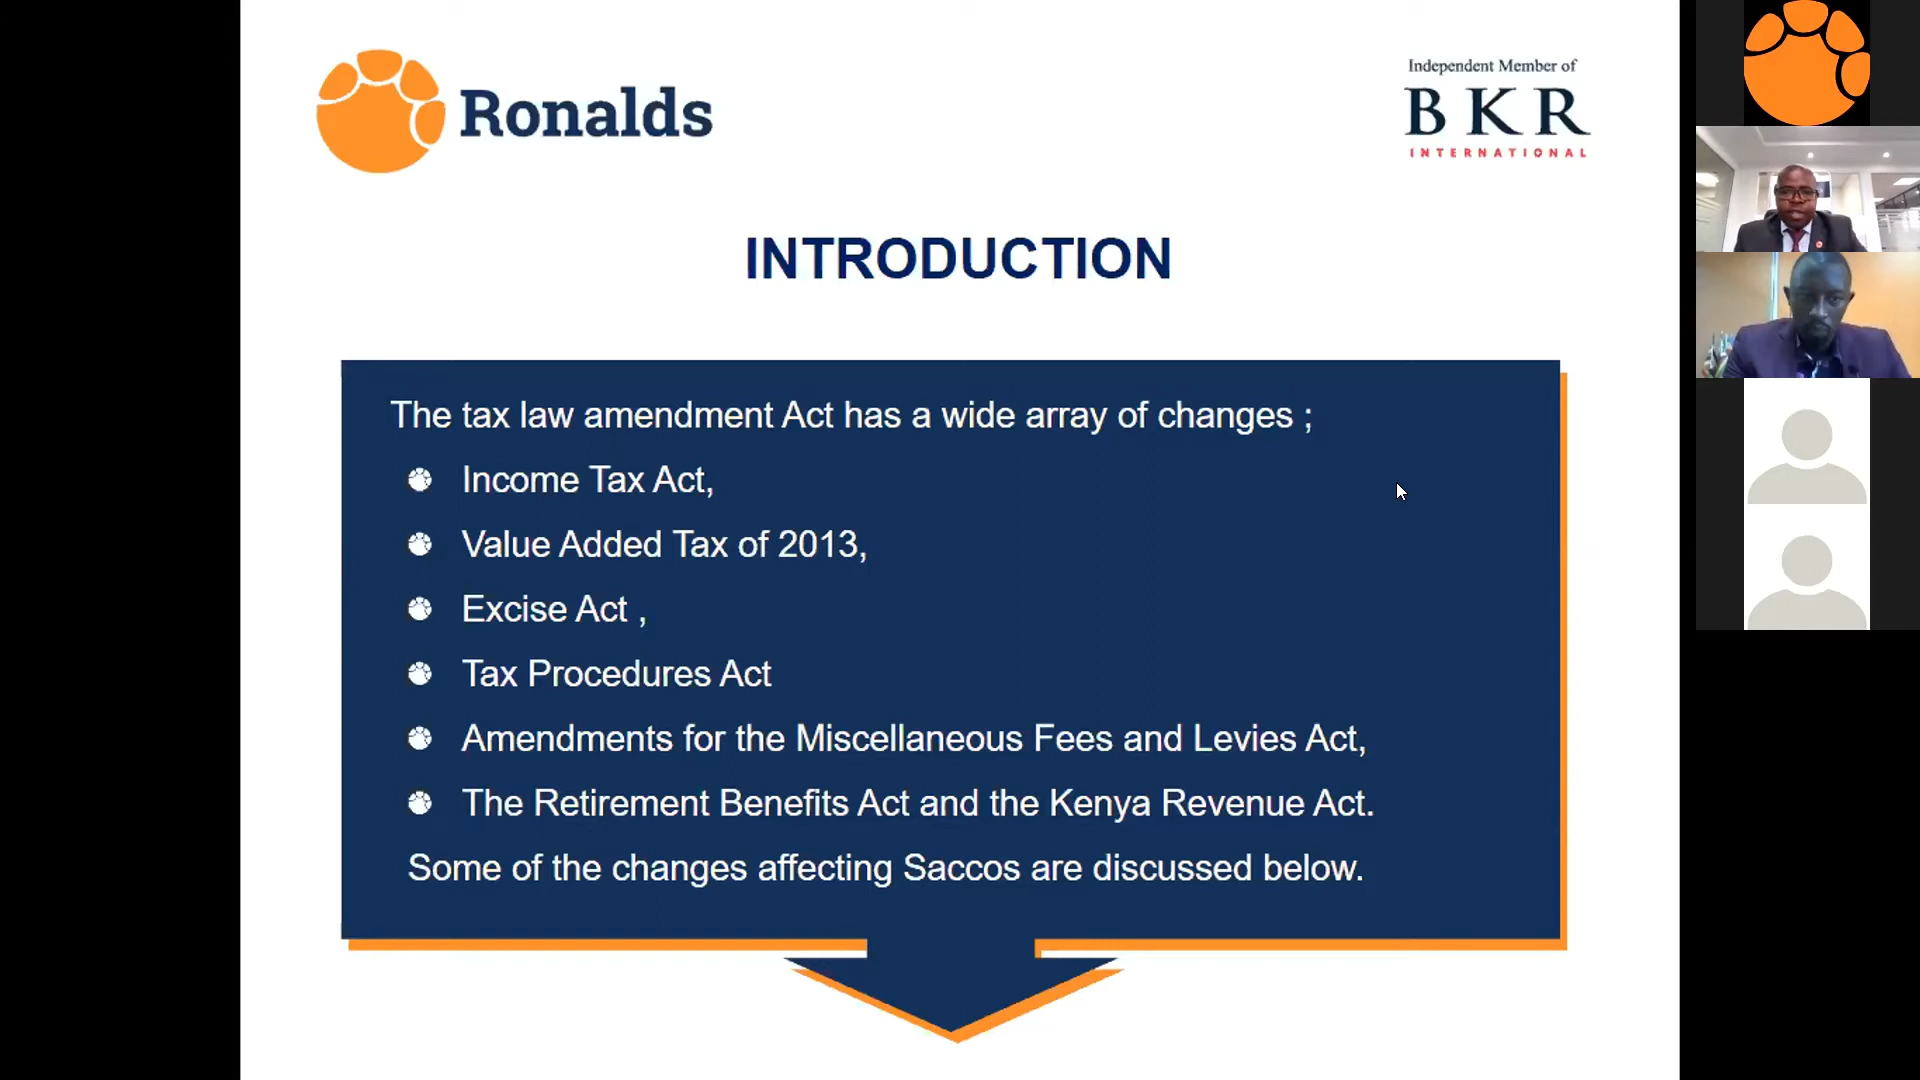 Ronalds
Independent Member of
BKR
INTERNATIONAL
INTRODUCTION
The tax law amendment Act has a wide array of changes ;
Income Tax Act,
Value Added Tax of 2013,
Excise Act ,
Tax Procedures Act
Amendments for the Miscellaneous Fees and Levies Act,
The Retirement Benefits Act and the Kenya Revenue Act.
Some of the changes affecting Saccos are discussed below.